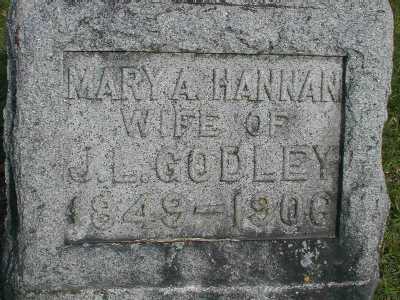 MARY A. HANNAN
WIFE OF
J. L. GODLEY
1849 – 1906